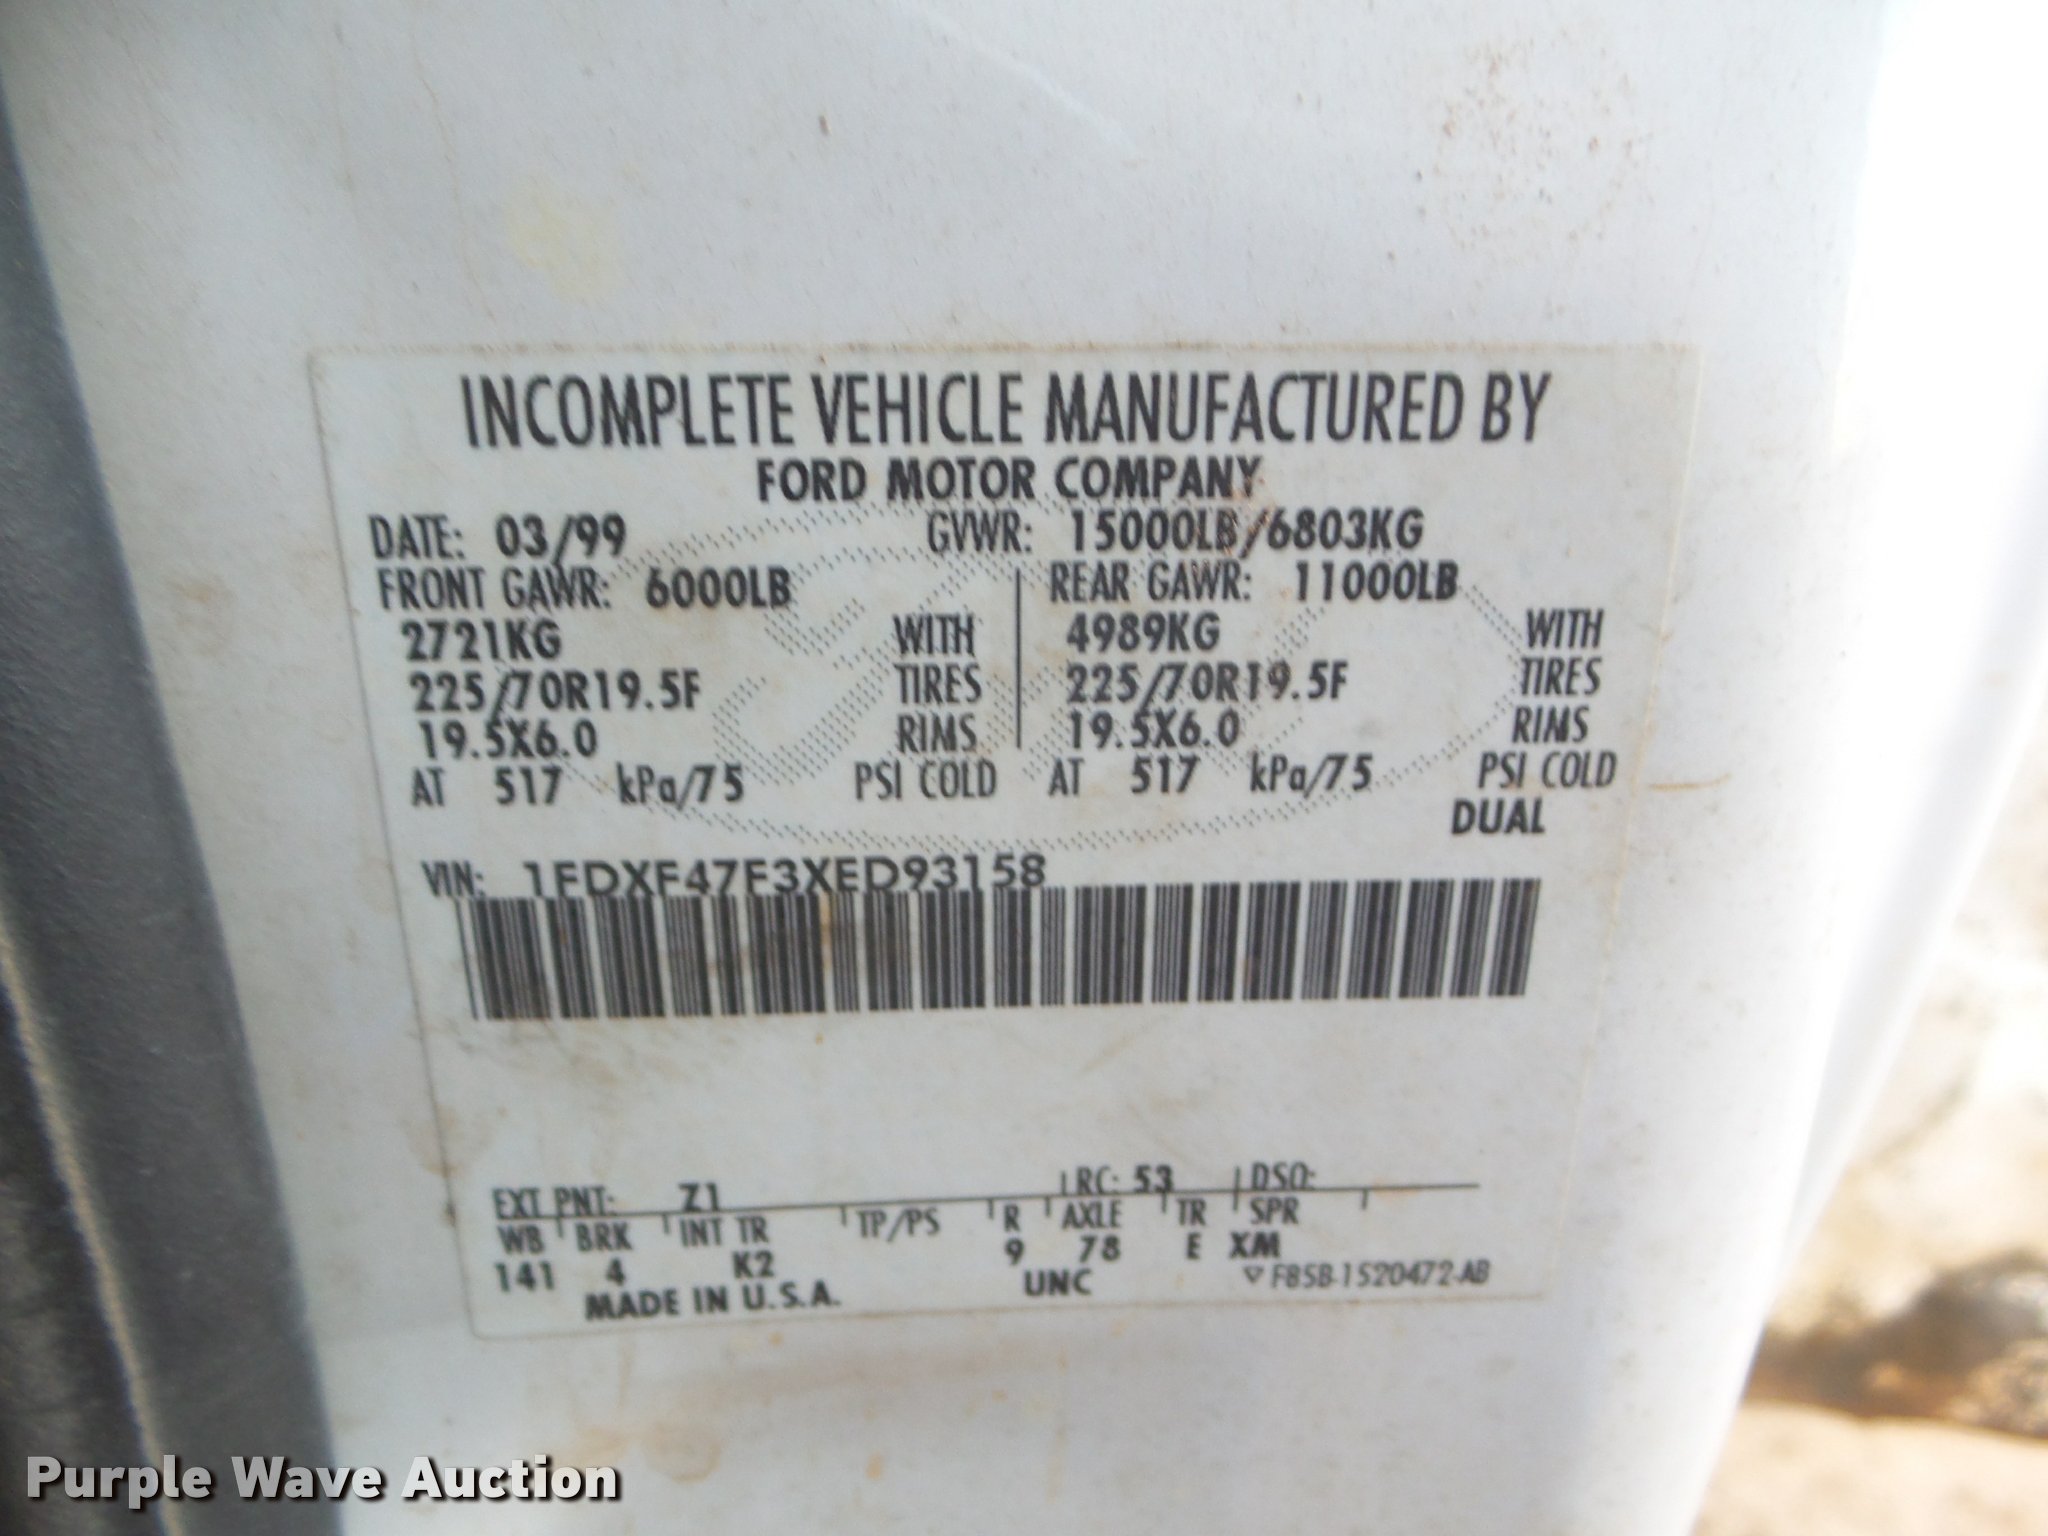 INCOMPLETE VEHICLE MANUFACTURED BY
FORD MOTOR COMPANY
DATE: 03/99 GVWR: 15000LB/6803KG
FRONT GAWR: 6000LB REAR GAWR: 11000LB
2721KG WITH 4989KG WITH
225/70R19.5F TIRES 225/70R19.5F TIRES
19.5X6.0 RIMS 19.5X6.0 RIMS
AT 517 kPa/75 PSI COLD AT 517 kPa/75 PSI COLD
DUAL
VIN: 1FDXF47F3XED93158
EXT PNT: Z1 RC: 53 DSO:
WB BRK INT TR TP/PS R AXLE TR SPR
141 4 K2 9 78 E XM
MADE IN U.S.A. UNC F85B-1520472-AB
Purple Wave Auction